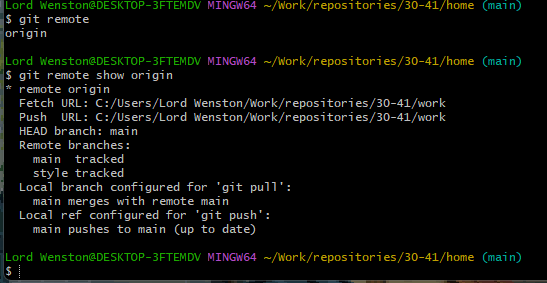 Lord Wenston@DESKTOP-3FTEMDV MINGW64 ~/Work/repositories/30-41/home (main)
$ git remote
origin
Lord Wenston@DESKTOP-3FTEMDV MINGW64 ~/Work/repositories/30-41/home (main)
$ git remote show origin
* remote origin
  Fetch URL: C:/Users/Lord Wenston/Work/repositories/30-41/work
  Push  URL: C:/Users/Lord Wenston/Work/repositories/30-41/work
  HEAD branch: main
  Remote branches:
    main  tracked
    style tracked
  Local branch configured for 'git pull':
    main merges with remote main
  Local ref configured for 'git push':
    main pushes to main (up to date)
Lord Wenston@DESKTOP-3FTEMDV MINGW64 ~/Work/repositories/30-41/home (main)
$